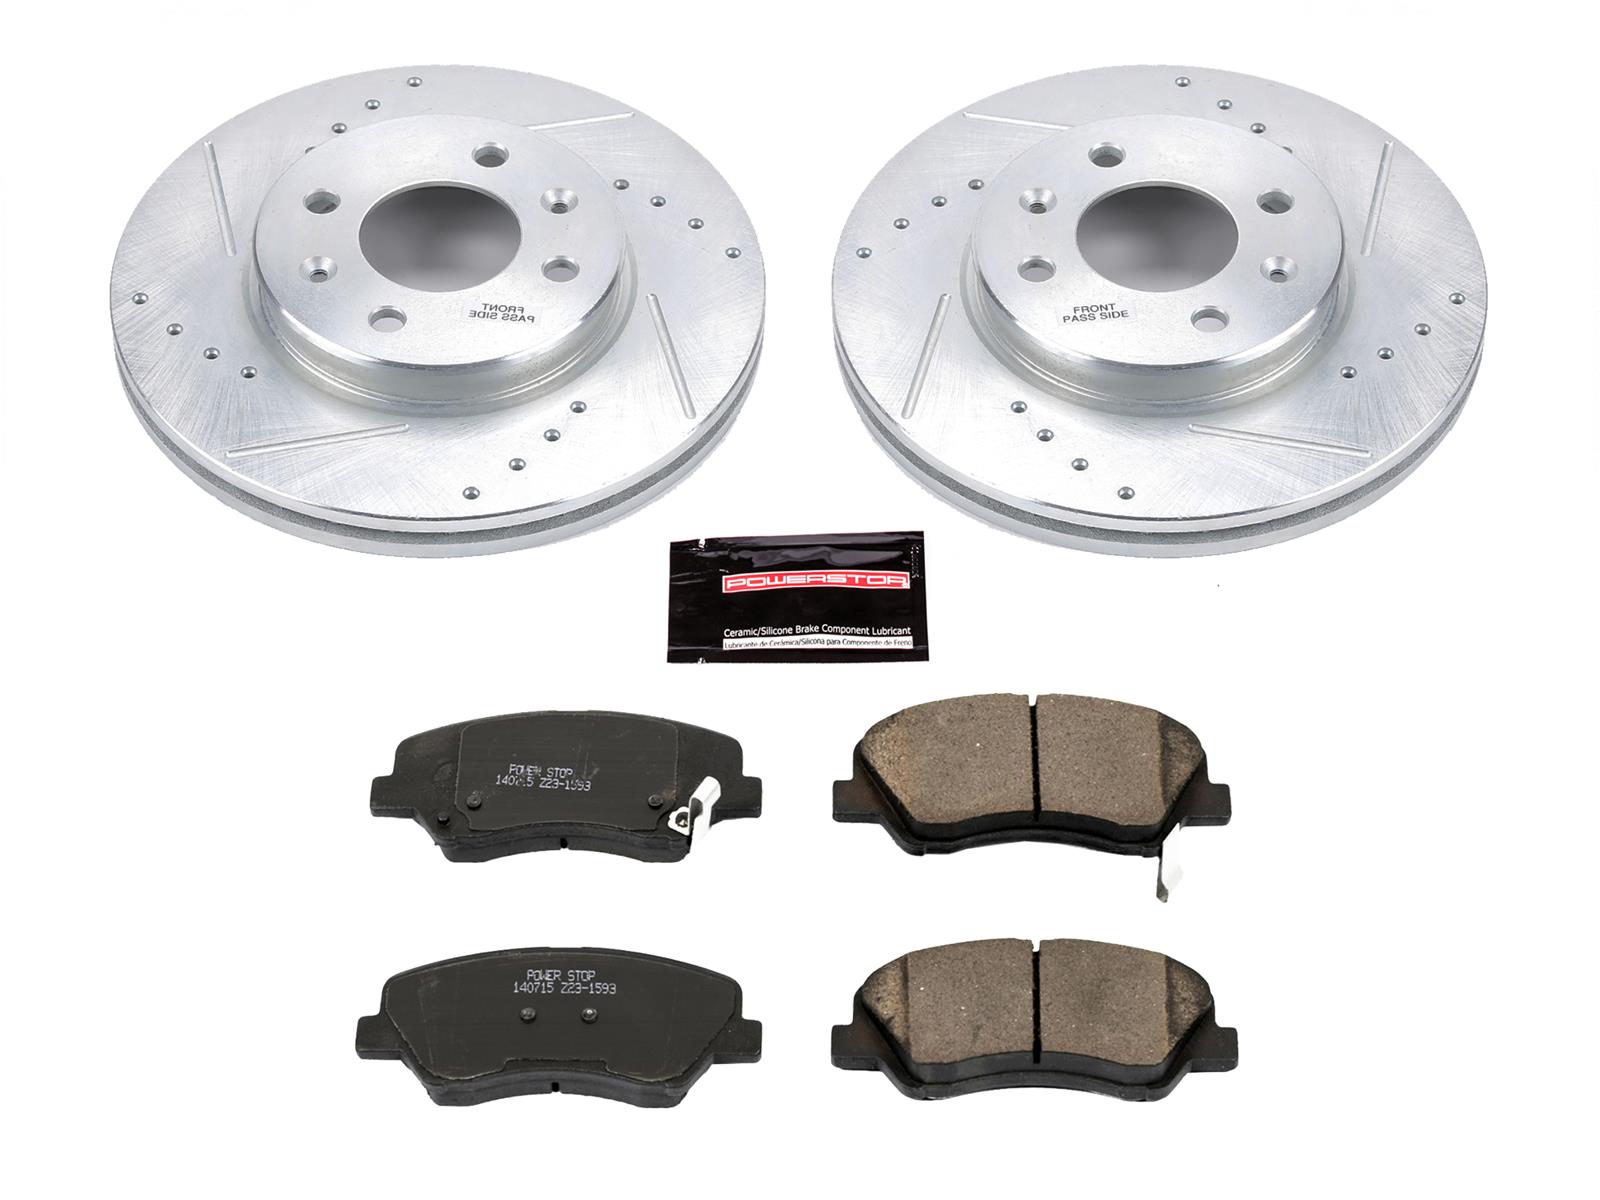 FRONT
PASS SIDE
FRONT
PASS SIDE
POWERSTOP
Ceramic/Silicone Brake Component Lubricant
Lubricante de Cerámica/Silicona para Componente de Freno
POWER STOP
140715 Z23-1593
POWER STOP
140715 Z23-1593